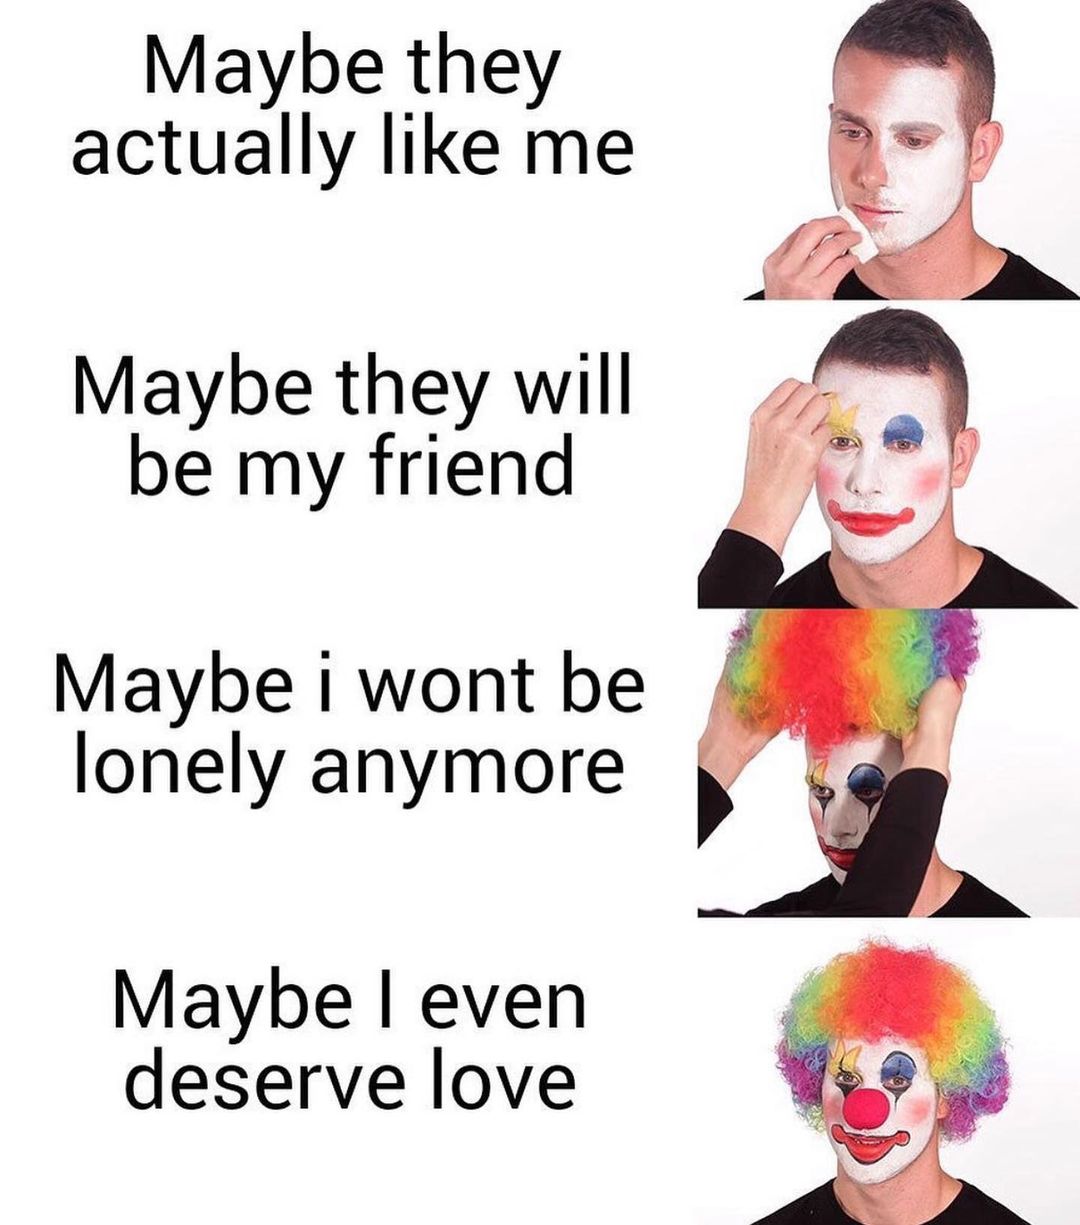 Maybe they
actually like me
Maybe they will
be my friend
Maybe i wont be
lonely anymore
Maybe I even
deserve love